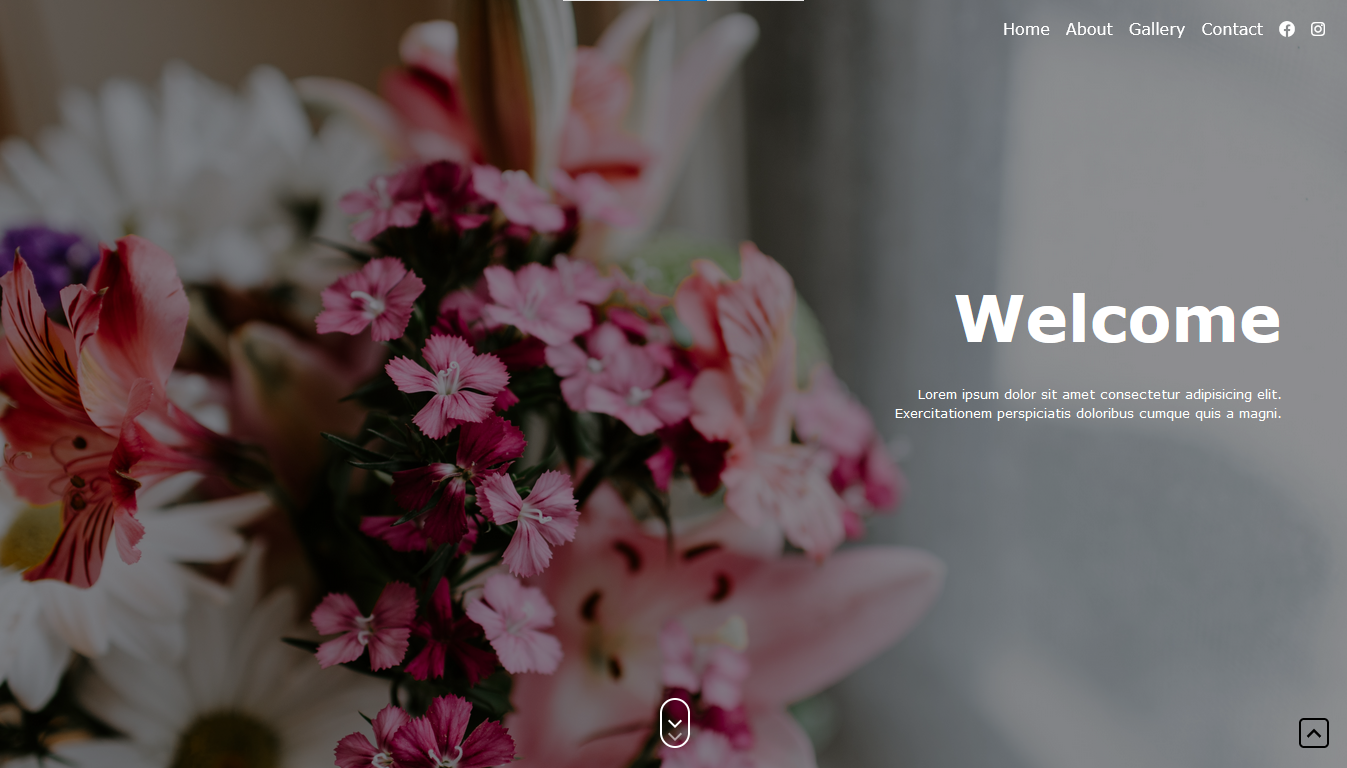 Home About Gallery Contact
Welcome
Lorem ipsum dolor sit amet consectetur adipisicing elit.
Exercitationem perspiciatis doloribus cumque quis a magni.